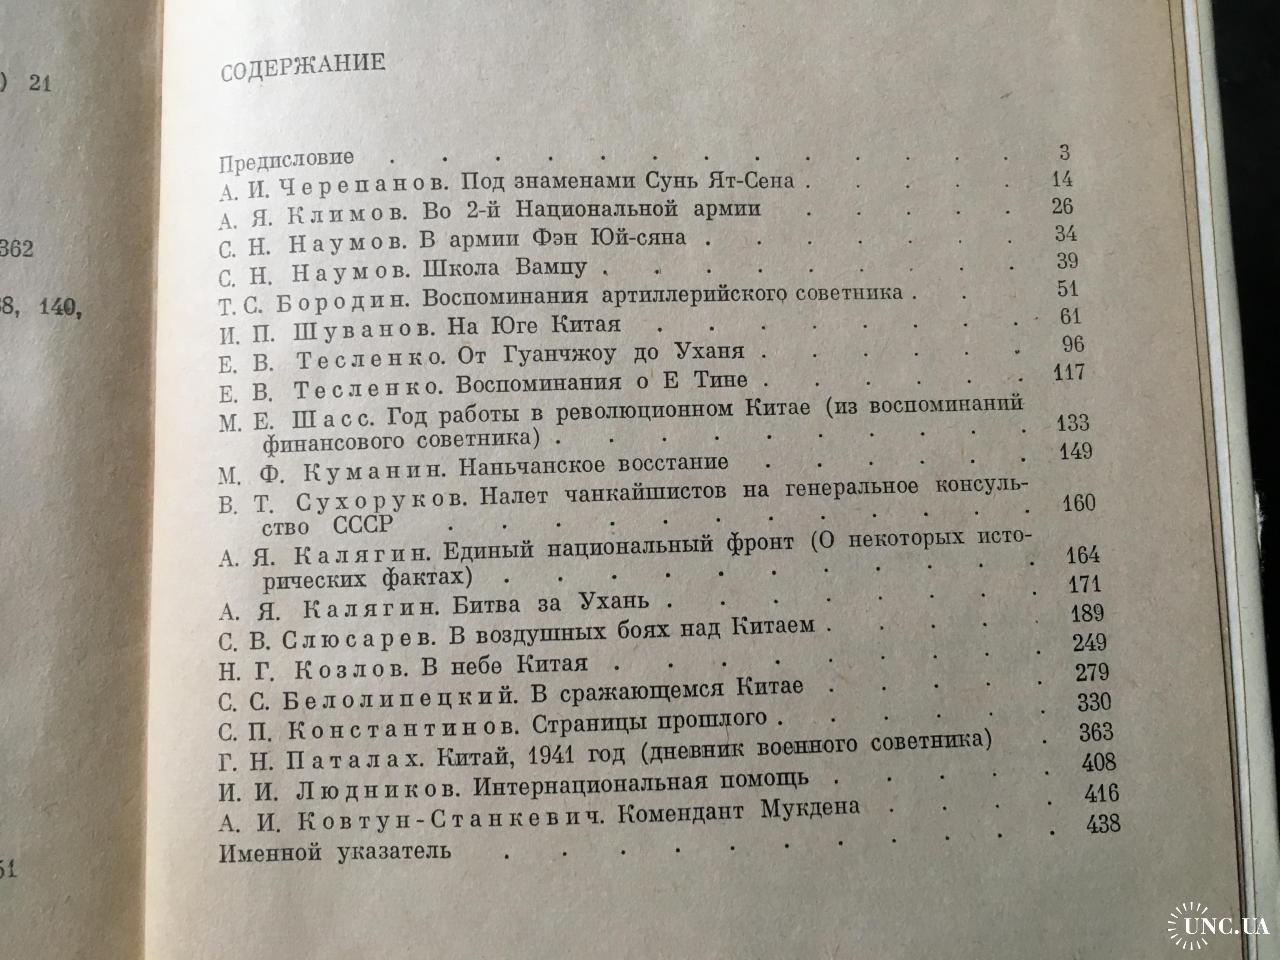 ) 21
362
8, 140,
51
СОДЕРЖАНИЕ
Предисловие . . . . . . . . . . . . 3
А. И. Черепанов. Под знаменами Сунь Ят-Сена . . . . . 14
А. Я. Климов. Во 2-й Национальной армии . . . . . 26
С. Н. Наумов. В армии Фэн Юй-сяна . . . . . . . 34
С. Н. Наумов. Школа Вампу . . . . . . . . . 39
Т. С. Бородин. Воспоминания артиллерийского советника . . . 51
И. П. Шуванов. На Юге Китая . . . . . . . . 61
Е. В. Тесленко. От Гуанчжоу до Уханя . . . . . . 96
Е. В. Тесленко. Воспоминания о Е Тине . . . . . . 117
М. Е. Шасс. Год работы в революционном Китае (из воспоминаний
финансового советника) . . . . . . . . . . 133
М. Ф. Куманин. Наньчанское восстание . . . . . . 149
В. Т. Сухоруков. Налет чанкайшистов на генеральное консуль-
ство СССР . . . . . . . . . . . . 160
А. Я. Калягин. Единый национальный фронт (О некоторых исто-
рических фактах) . . . . . . . . . . . 164
А. Я. Калягин. Битва за Ухань . . . . . . . . 171
С. В. Слюсарев. В воздушных боях над Китаем . . . . . 189
Н. Г. Козлов. В небе Китая . . . . . . . . . 249
С. С. Белолипецкий. В сражающемся Китае . . . . . 279
С. П. Константинов. Страницы прошлого . . . . . . 330
Г. Н. Паталах. Китай, 1941 год (дневник военного советника) . 363
И. И. Людников. Интернациональная помощь . . . . . 408
А. И. Ковтун-Станкевич. Комендант Мукдена . . . . 416
Именной указатель . . . . . . . . . . 438
UNC.UA